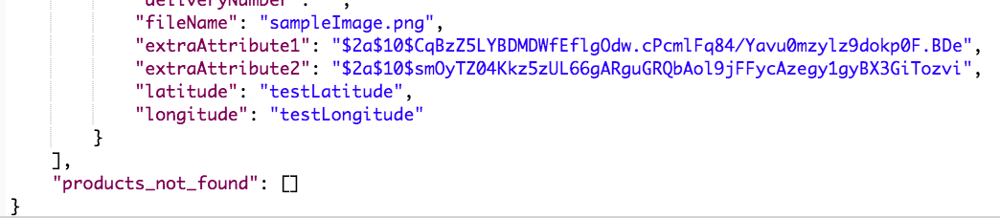 "deliveryNumber": "",
"fileName": "sampleImage.png",
"extraAttribute1": "$2a$10$CqBzZ5LYBDMDWfEflgOdw.cPcmlFq84/Yavu0mzylz9dokp0F.BDe",
"extraAttribute2": "$2a$10$smOyTZ04Kkz5zUL66gARguGRQbAol9jFFycAzegy1gyBX3GiTozvi",
"latitude": "testLatitude",
"longitude": "testLongitude"
}
],
"products_not_found": []
}